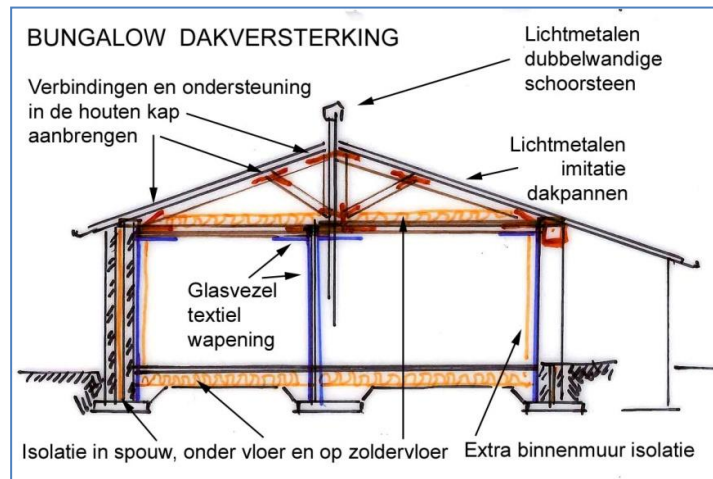 BUNGALOW DAKVERSTERKING
Lichtmetalen
dubbelwandige
schoorsteen
Verbindingen en ondersteuning
in de houten kap
aanbrengen
Lichtmetalen
imitatie
dakpannen
Glasvezel
textiel
wapening
Isolatie in spouw, onder vloer en op zoldervloer
Extra binnenmuur isolatie